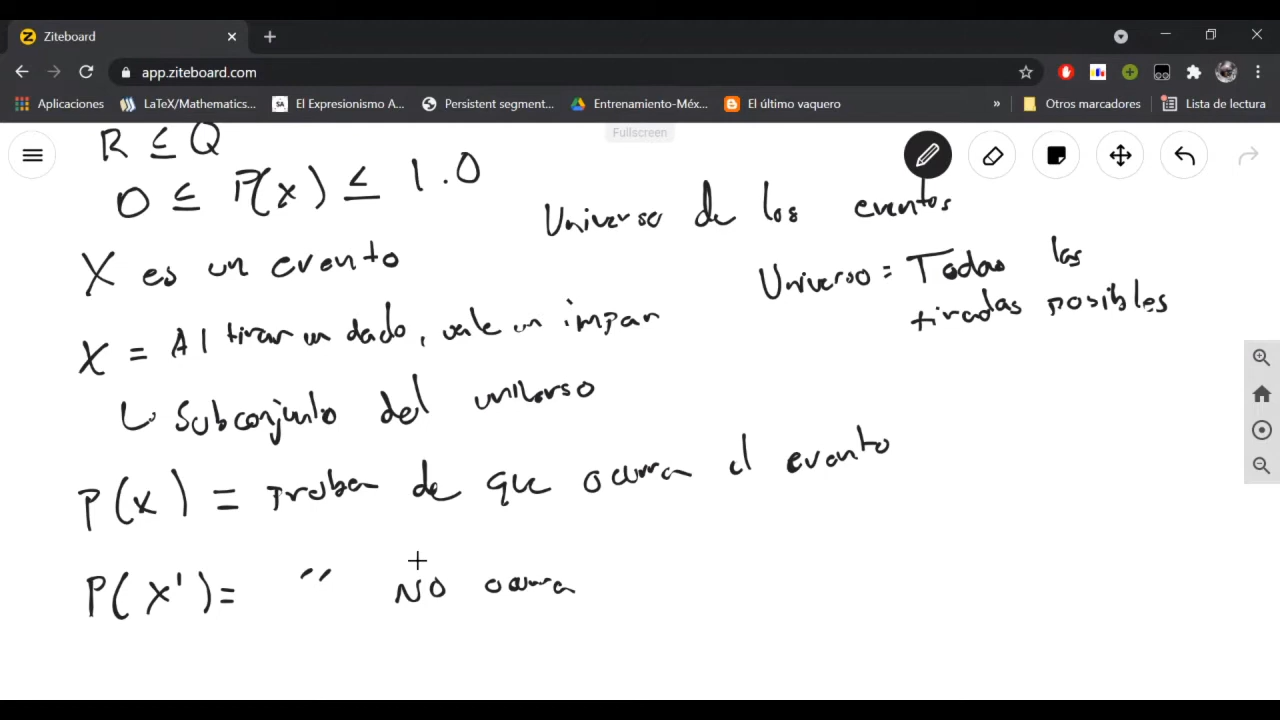 Ziteboard
app.ziteboard.com
Aplicaciones
LaTeX/Mathematics...
El Expresionismo A...
Persistent segment...
Entrenamiento-Méx...
El último vaquero
»
Otros marcadores
Lista de lectura
Fullscreen
R ≤ Q
0 ≤ P(x) ≤ 1.0
Universo de los eventos
X es un evento
Universo = Todas las
tiradas posibles
X = Al tirar un dado, vale un impar
↳ Subconjunto del universo
P(x) = Proba de que ocurra el evento
P(x') = " NO ocurra